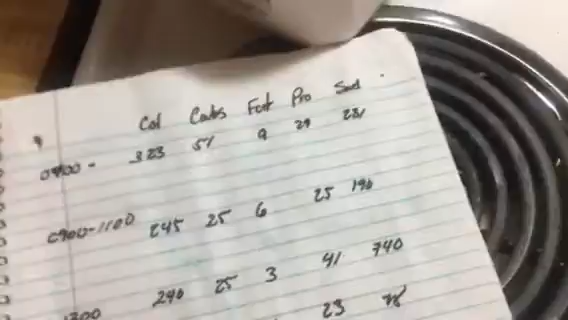 Cal Carbs Fat Pro Sod
323 51 9 29 231
0900-1100 245 25 6 25 190
1300 240 25 3 41 740
23